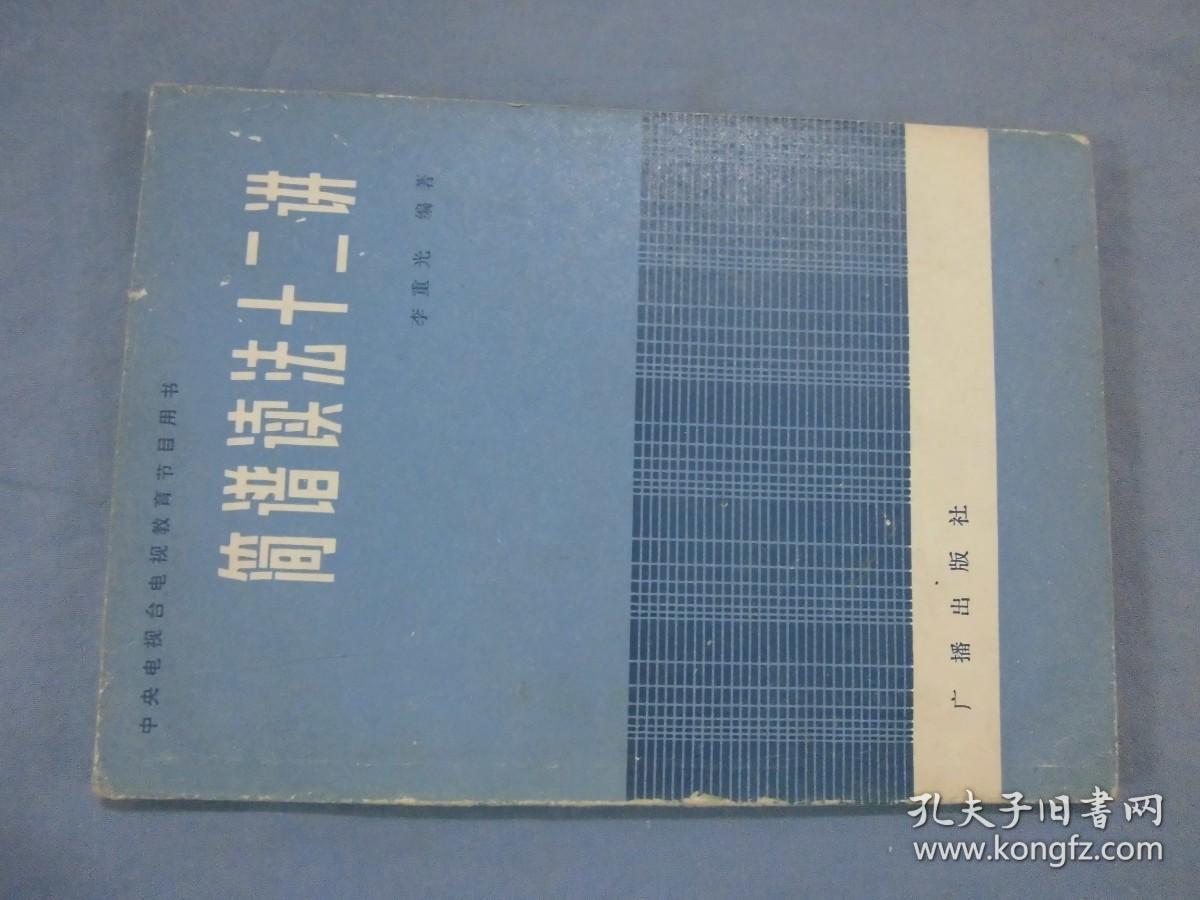 中央电视台电视教育节目用书
简谱读法十二讲
李重光 编著
广播出版社
孔夫子旧書网
www.kongfz.com